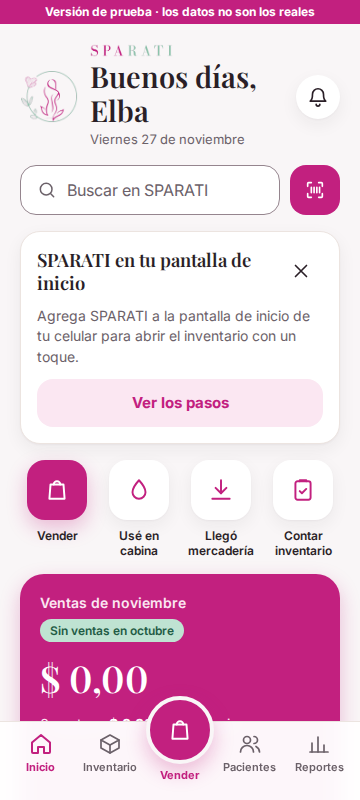 Versión de prueba · los datos no son los reales
SPARATI
Buenos días,
Elba
Viernes 27 de noviembre
Buscar en SPARATI
SPARATI en tu pantalla de
inicio
Agrega SPARATI a la pantalla de inicio de
tu celular para abrir el inventario con un
toque.
Ver los pasos
Vender
Usé en
cabina
Llegó
mercadería
Contar
inventario
Ventas de noviembre
Sin ventas en octubre
$ 0,00
Inicio
Inventario
Vender
Pacientes
Reportes